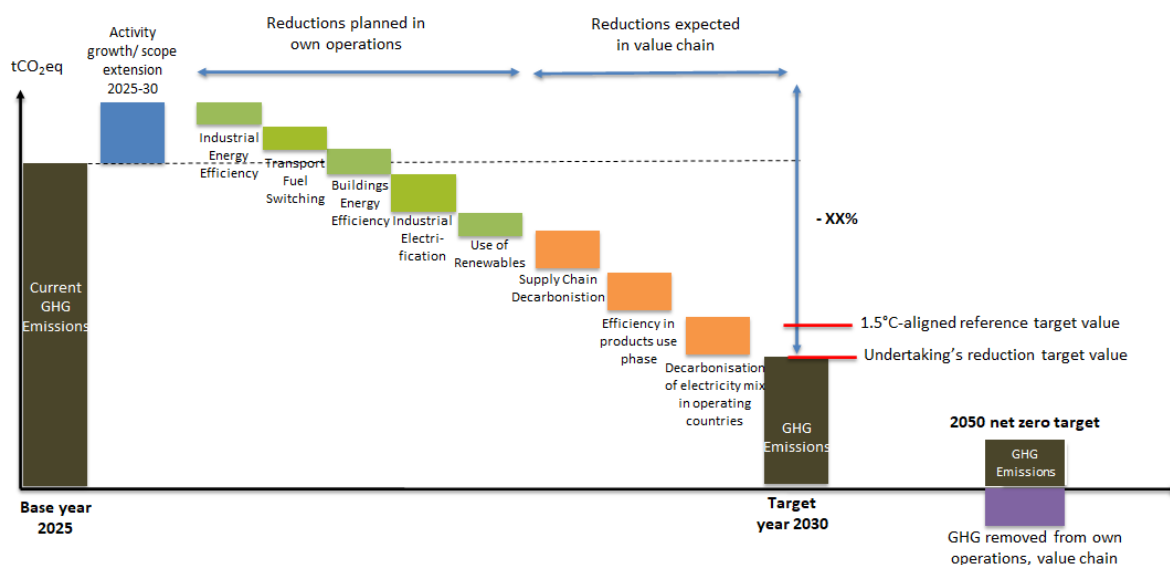 tCO₂eq
Activity
growth/ scope
extension
2025-30
Reductions planned in
own operations
Reductions expected
in value chain
Industrial
Energy
Efficiency
Transport
Fuel
Switching
Buildings
Energy
Efficiency
Industrial
Electri-
fication
Use of
Renewables
Supply Chain
Decarbonistion
Efficiency in
products use
phase
Decarbonisation
of electricity mix
in operating
countries
- XX%
1.5°C-aligned reference target value
Undertaking's reduction target value
Current
GHG
Emissions
GHG
Emissions
2050 net zero target
GHG
Emissions
Base year
2025
Target
year 2030
GHG removed from own
operations, value chain